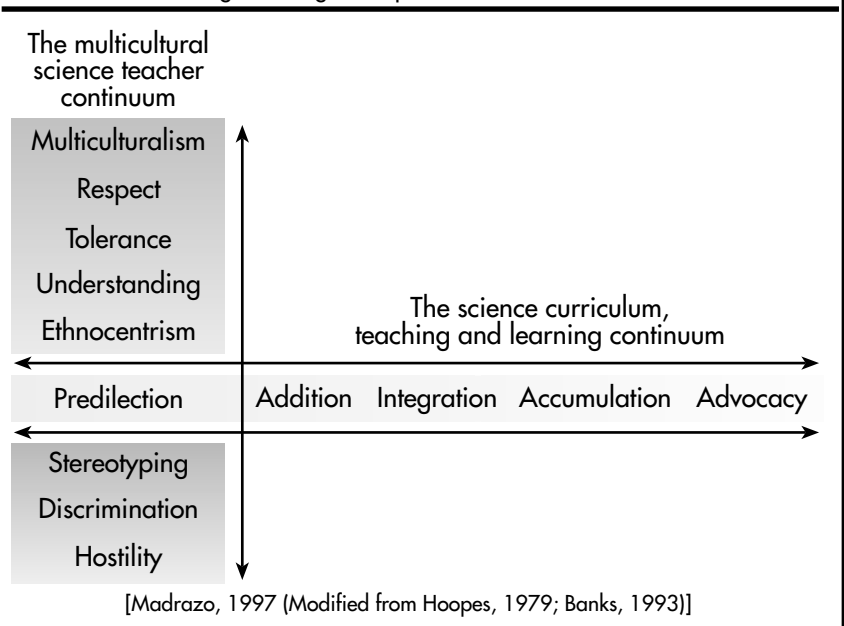 The multicultural
science teacher
continuum
Multiculturalism
Respect
Tolerance
Understanding
Ethnocentrism
The science curriculum,
teaching and learning continuum
Predilection Addition Integration Accumulation Advocacy
Stereotyping
Discrimination
Hostility
[Madrazo, 1997 (Modified from Hoopes, 1979; Banks, 1993)]